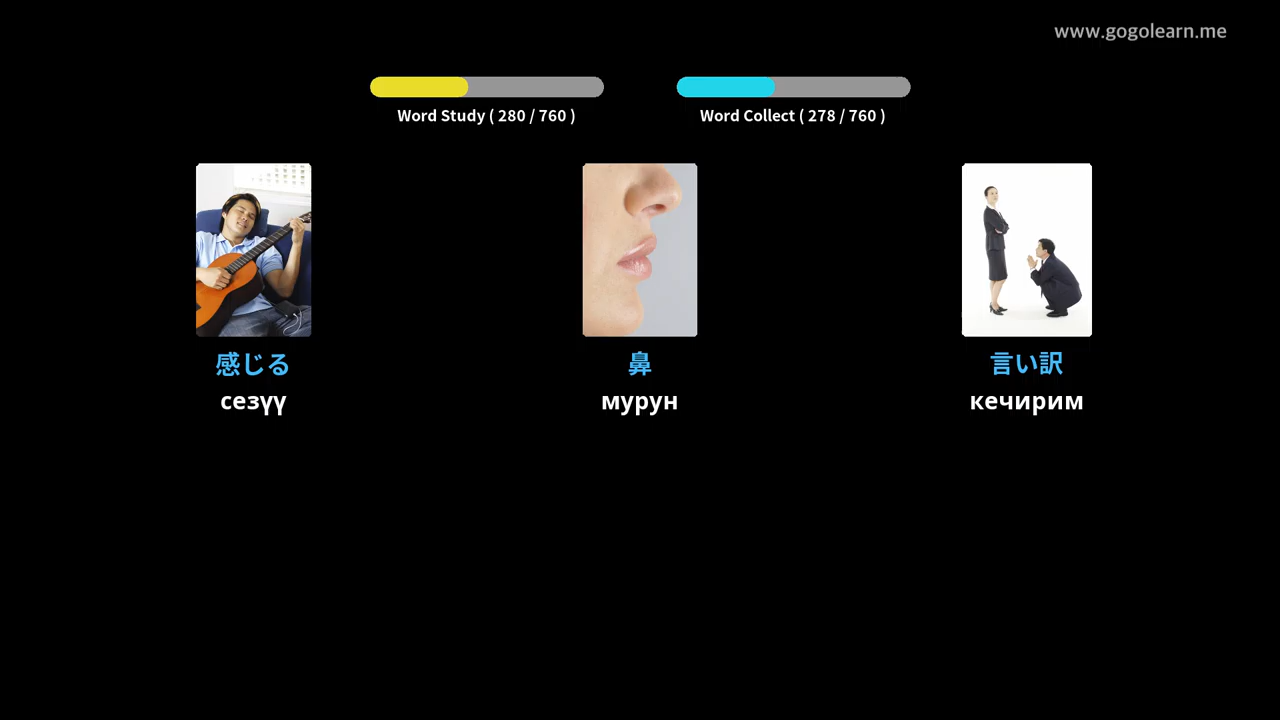 www.gogolearn.me
Word Study ( 280 / 760 )
Word Collect ( 278 / 760 )
感じる
鼻
言い訳
сезүү
мурун
кечирим